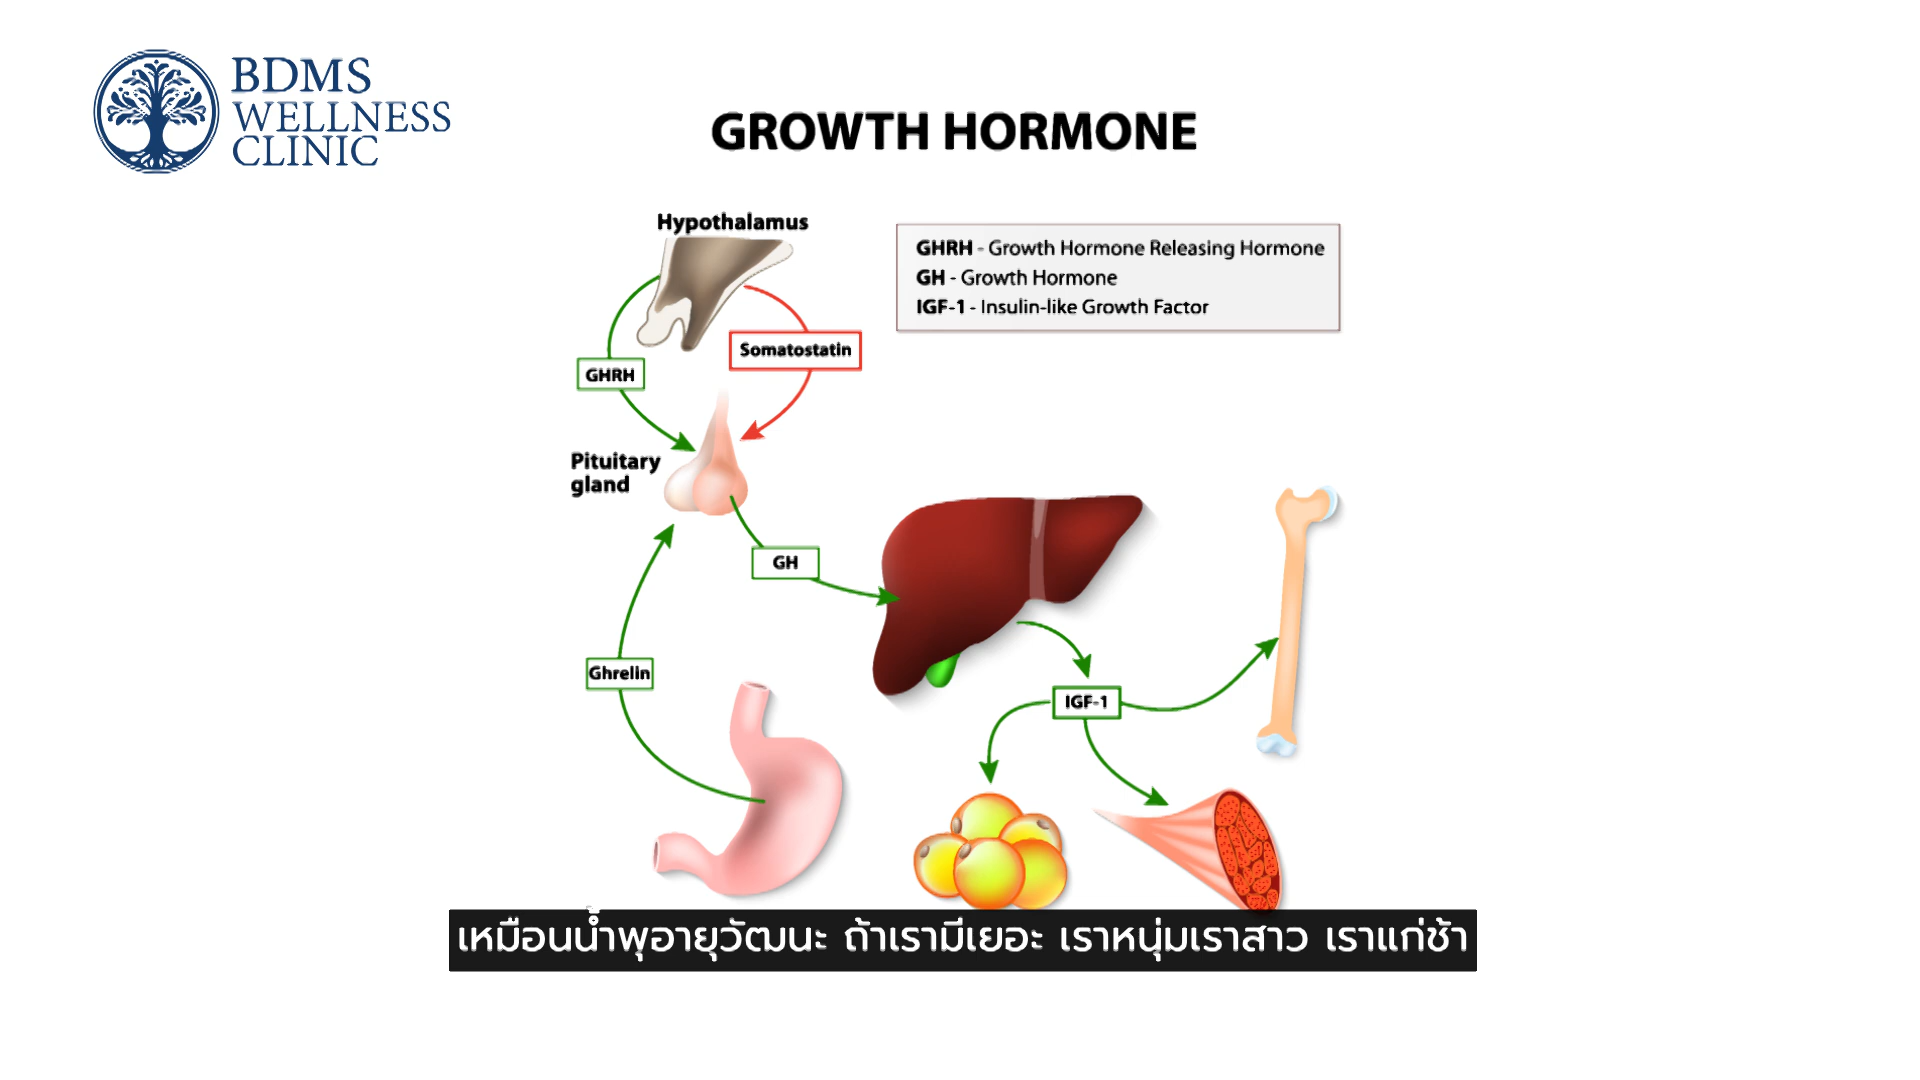 BDMS
WELLNESS
CLINIC
GROWTH HORMONE
Hypothalamus
GHRH - Growth Hormone Releasing Hormone
GH - Growth Hormone
IGF-1 - Insulin-like Growth Factor
Somatostatin
GHRH
Pituitary
gland
GH
Ghrelin
IGF-1
เหมือนน้ำพุอายุวัฒนะ ถ้าเรามีเยอะ เราหนุ่มเราสาว เราแก่ช้า